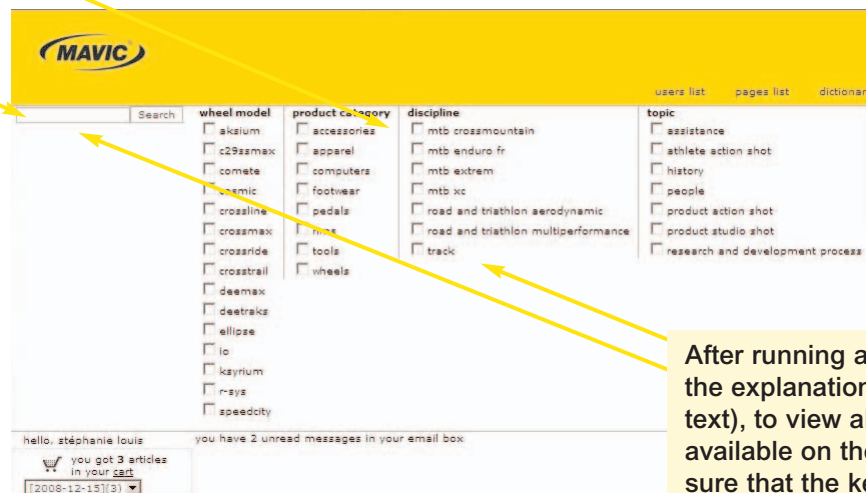 MAVIC
users list pages list dictionar
Search
wheel model
aksium
c29ssmax
comete
cosmic
crossline
crossmax
crossride
crosstrail
deemax
deetraks
ellipse
io
ksyrium
r-sys
speedcity
product category
accessories
apparel
computers
footwear
pedals
rims
tools
wheels
discipline
mtb crossmountain
mtb enduro fr
mtb extrem
mtb xc
road and triathlon aerodynamic
road and triathlon multiperformance
track
topic
assistance
athlete action shot
history
people
product action shot
product studio shot
research and development process
hello, stéphanie louis
you have 2 unread messages in your email box
you got 3 articles
in your cart
[2008-12-15](3)
After running a
the explanation
text), to view a
available on the
sure that the ke